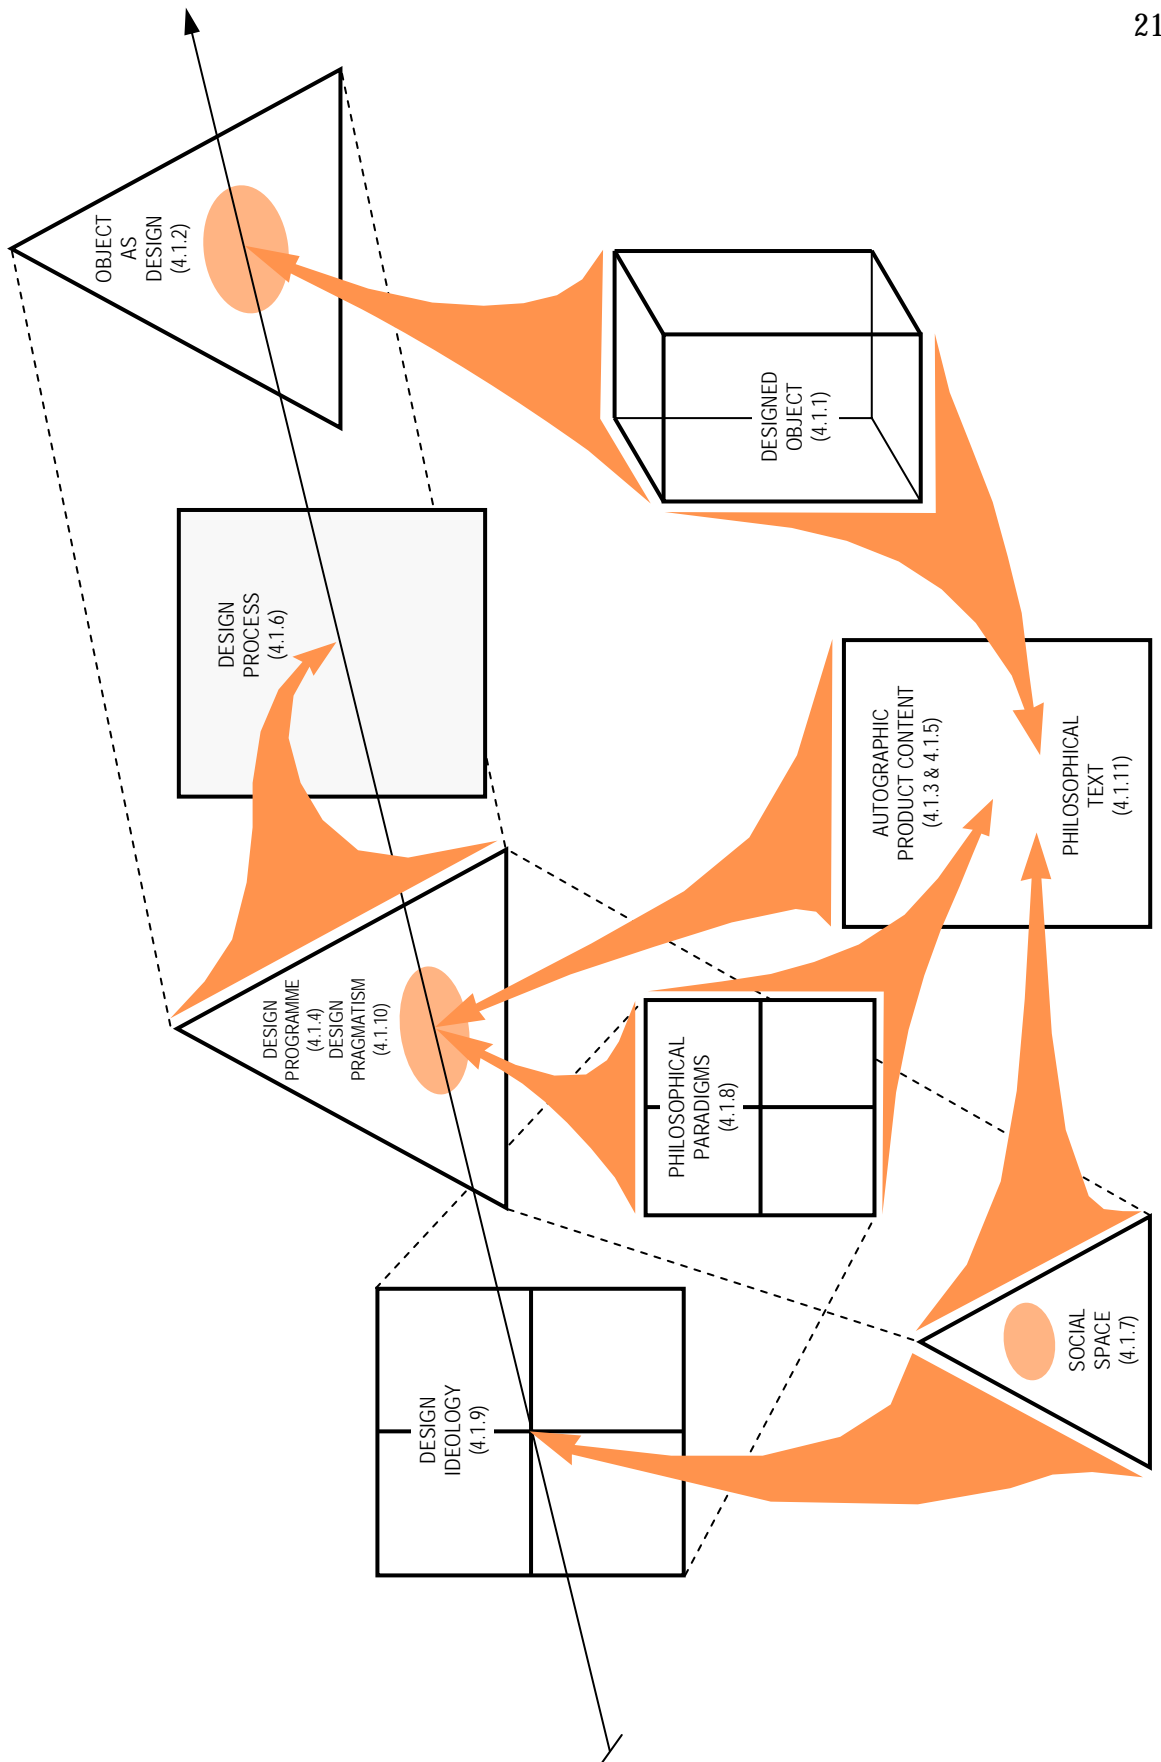 21
OBJECT
AS
DESIGN
(4.1.2)
DESIGN
PROCESS
(4.1.6)
DESIGNED
OBJECT
(4.1.1)
DESIGN
PROGRAMME
(4.1.4)
DESIGN
PRAGMATISM
(4.1.10)
AUTOGRAPHIC
PRODUCT CONTENT
(4.1.3 & 4.1.5)
PHILOSOPHICAL
TEXT
(4.1.11)
PHILOSOPHICAL
PARADIGMS
(4.1.8)
DESIGN
IDEOLOGY
(4.1.9)
SOCIAL
SPACE
(4.1.7)